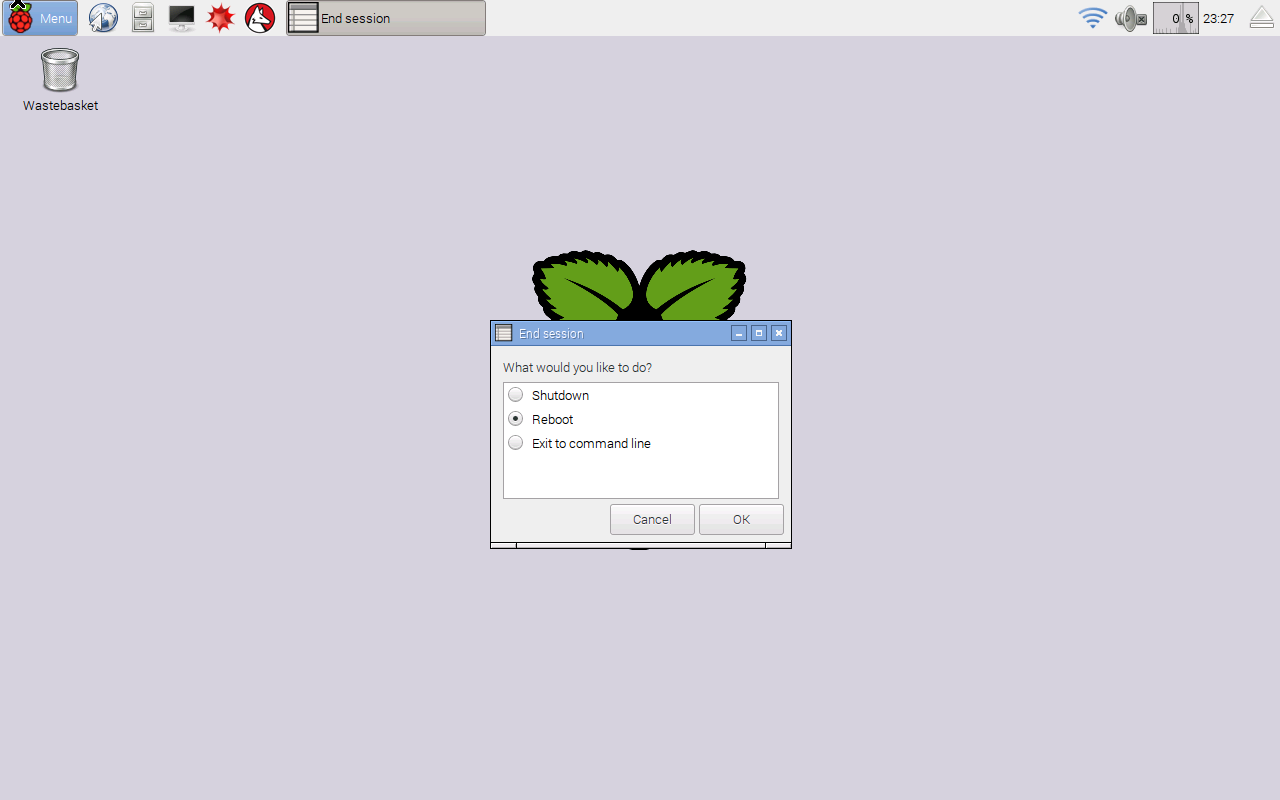 Menu
End session
0 %
23:27
Wastebasket
End session
What would you like to do?
Shutdown
Reboot
Exit to command line
Cancel
OK